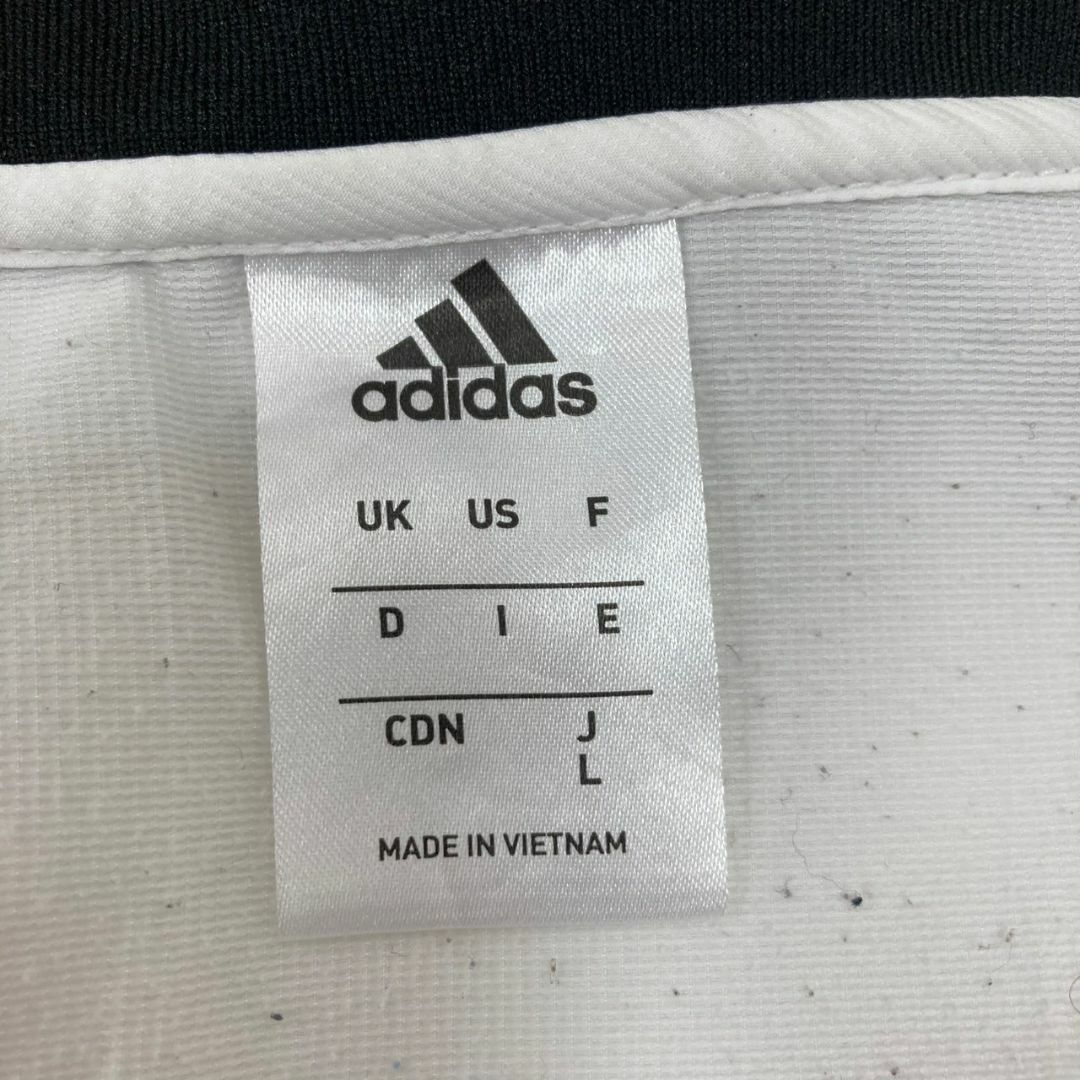 adidas
UK US F
D I E
CDN J
L
MADE IN VIETNAM